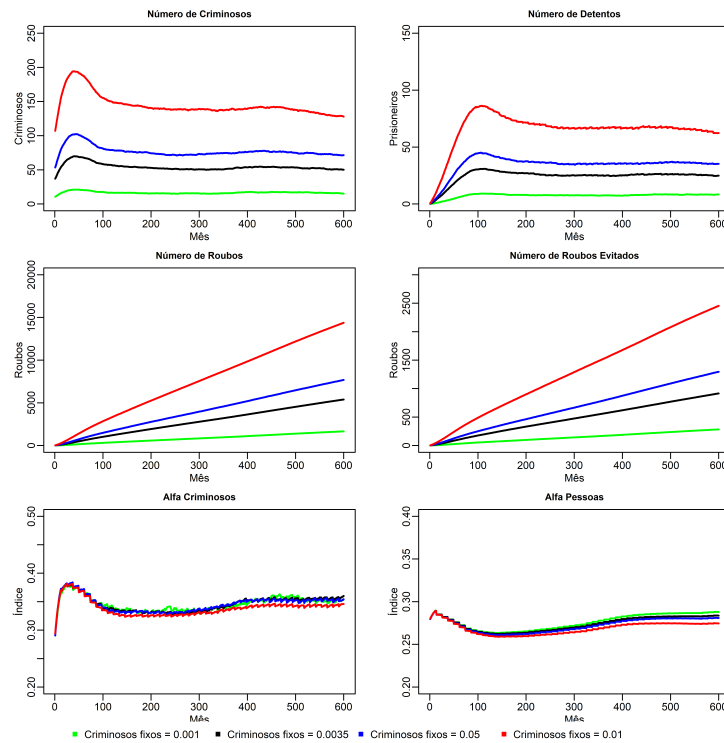 Número de Criminosos
Criminosos
0 50 100 150 200 250
0 100 200 300 400 500 600
Mês
Número de Detentos
Prisioneiros
0 50 100 150
0 100 200 300 400 500 600
Mês
Número de Roubos
Roubos
0 5000 10000 15000 20000
0 100 200 300 400 500 600
Mês
Número de Roubos Evitados
Roubos
0 500 1500 2500
0 100 200 300 400 500 600
Mês
Alfa Criminosos
Índice
0.20 0.30 0.40 0.50
0 100 200 300 400 500 600
Mês
Alfa Pessoas
Índice
0.20 0.25 0.30 0.35 0.40
0 100 200 300 400 500 600
Mês
Criminosos fixos = 0.001 Criminosos fixos = 0.0035 Criminosos fixos = 0.05 Criminosos fixos = 0.01